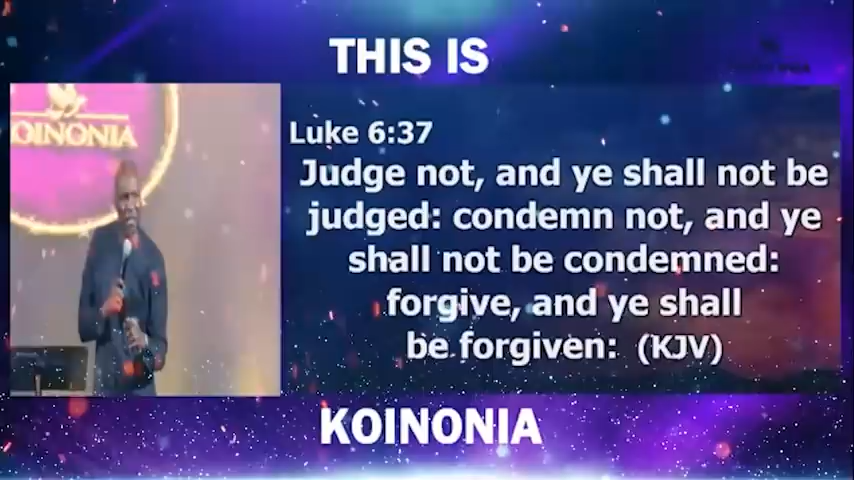 THIS IS
OINONIA
Luke 6:37
Judge not, and ye shall not be
judged: condemn not, and ye
shall not be condemned:
forgive, and ye shall
be forgiven: (KJV)
KOINONIA